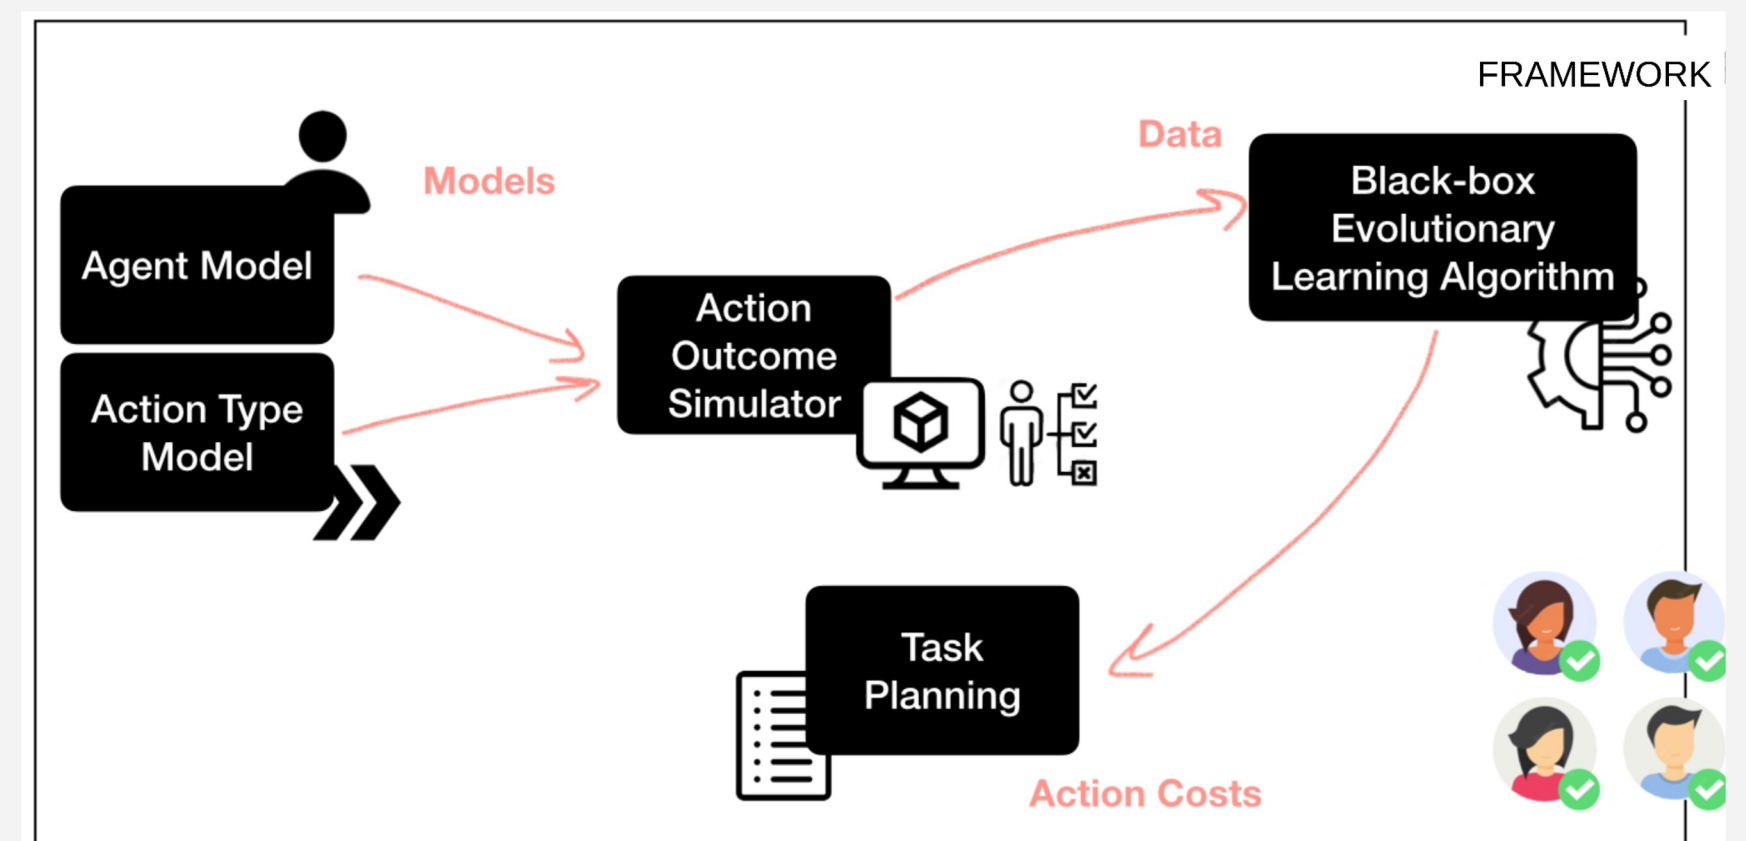 FRAMEWORK
Models
Data
Agent Model
Action Type
Model
Action
Outcome
Simulator
Black-box
Evolutionary
Learning Algorithm
Task
Planning
Action Costs